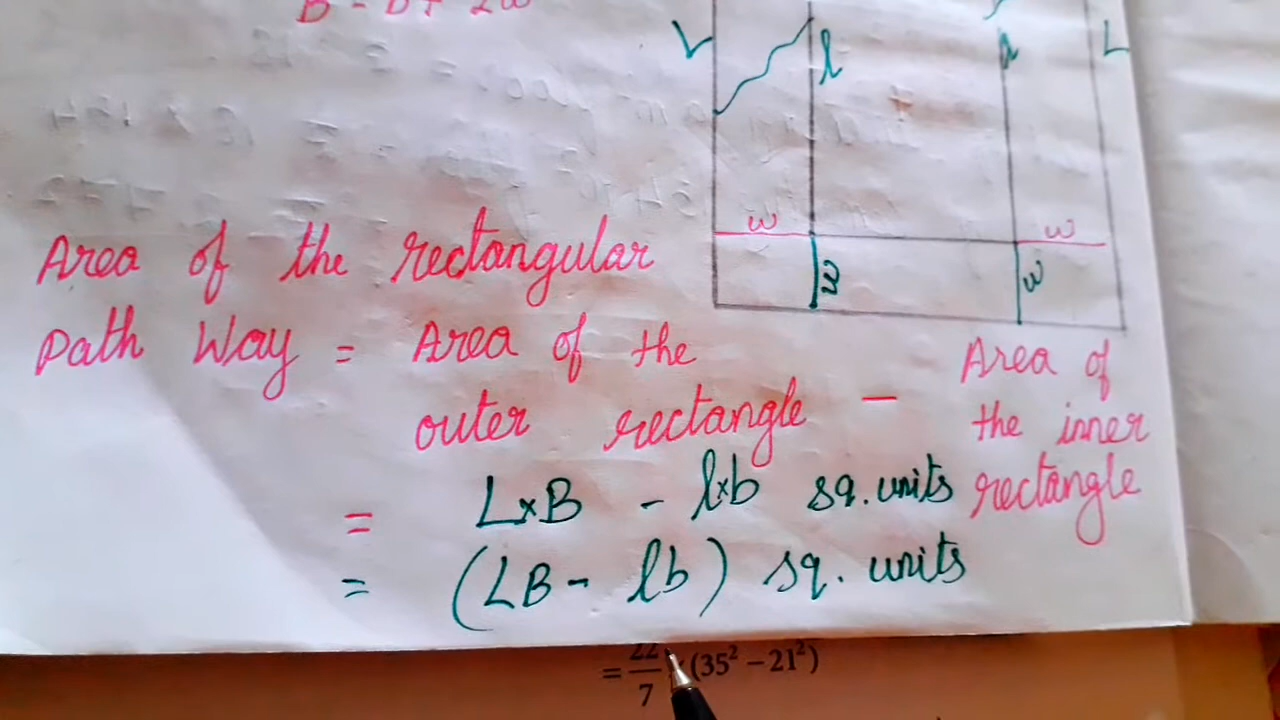 B = b + 2w
L
l
l
L
w
w
w
w
Area of the rectangular
Path Way = Area of the
outer rectangle − Area of
the inner
rectangle
= L×B - l×b sq. units
= (LB - lb) sq. units
= 22/7 × (35² − 21²)